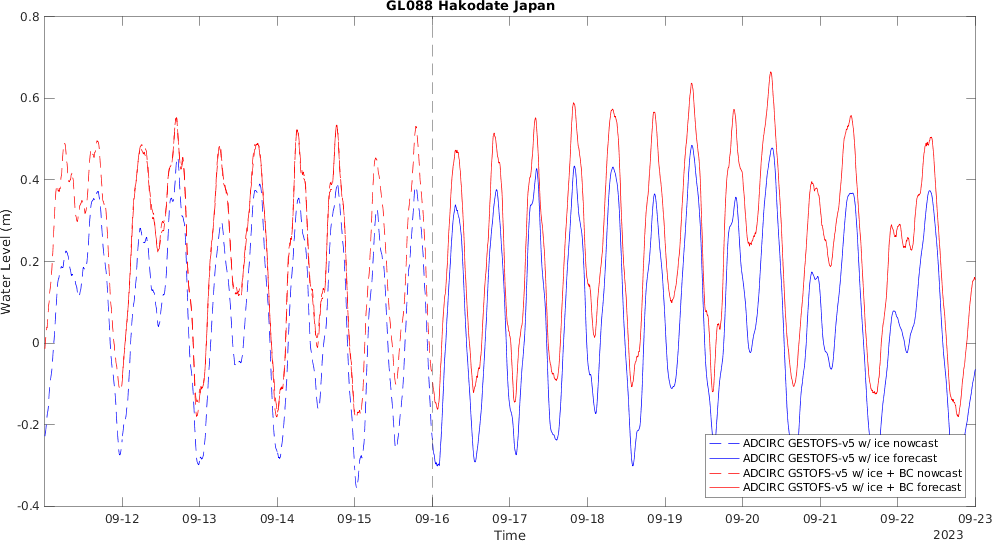 GL088 Hakodate Japan
0.8
0.6
0.4
0.2
0
-0.2
-0.4
Water Level (m)
ADCIRC GESTOFS-v5 w/ ice nowcast
ADCIRC GESTOFS-v5 w/ ice forecast
ADCIRC GSTOFS-v5 w/ ice + BC nowcast
ADCIRC GSTOFS-v5 w/ ice + BC forecast
09-12 09-13 09-14 09-15 09-16 09-17 09-18 09-19 09-20 09-21 09-22 09-23
Time
2023